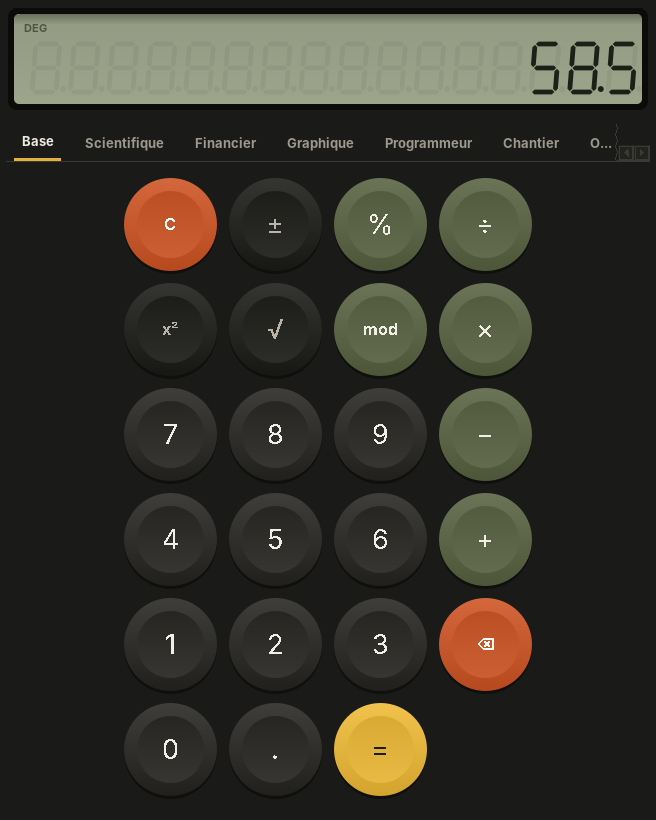 DEG
58.5
Base Scientifique Financier Graphique Programmeur Chantier O...
C ± % ÷
x² √ mod ×
7 8 9 −
4 5 6 +
1 2 3
0 . =